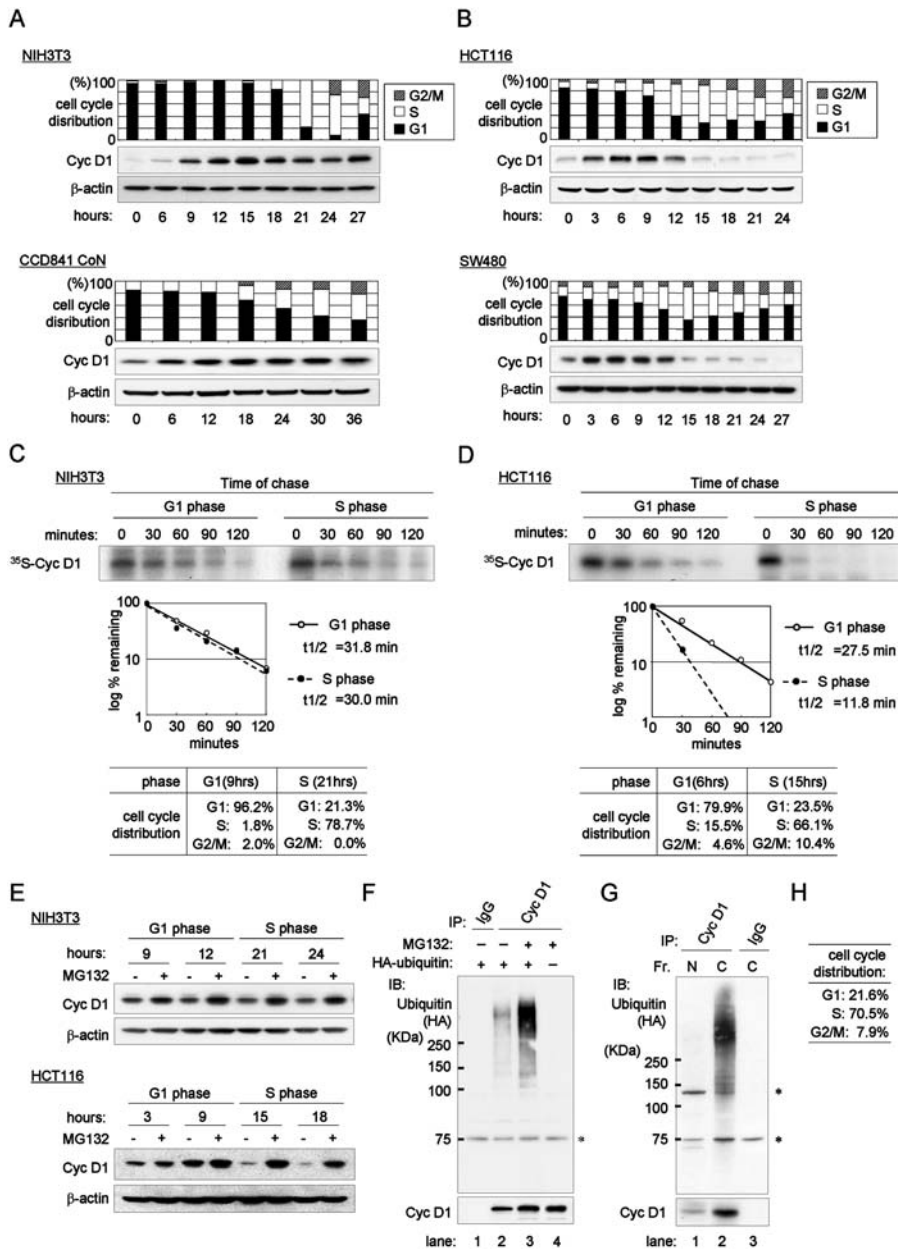 A
NIH3T3
(%)100
cell cycle
disribution
0
G2/M
S
G1
Cyc D1
β-actin
hours: 0 6 9 12 15 18 21 24 27
CCD841 CoN
(%)100
cell cycle
disribution
0
Cyc D1
β-actin
hours: 0 6 12 18 24 30 36
B
HCT116
(%)100
cell cycle
disribution
0
G2/M
S
G1
Cyc D1
β-actin
hours: 0 3 6 9 12 15 18 21 24
SW480
(%)100
cell cycle
disribution
0
Cyc D1
β-actin
hours: 0 3 6 9 12 15 18 21 24 27
C
NIH3T3
Time of chase
G1 phase S phase
minutes: 0 30 60 90 120 0 30 60 90 120
35S-Cyc D1
log % remaining
100
10
1
0 30 60 90 120
minutes
G1 phase
t1/2 =31.8 min
S phase
t1/2 =30.0 min
phase G1(9hrs) S (21hrs)
cell cycle
distribution
G1: 96.2% G1: 21.3%
S: 1.8% S: 78.7%
G2/M: 2.0% G2/M: 0.0%
D
HCT116
Time of chase
G1 phase S phase
minutes: 0 30 60 90 120 0 30 60 90 120
35S-Cyc D1
log % remaining
100
10
1
0 30 60 90 120
minutes
G1 phase
t1/2 =27.5 min
S phase
t1/2 =11.8 min
phase G1(6hrs) S (15hrs)
cell cycle
distribution
G1: 79.9% G1: 23.5%
S: 15.5% S: 66.1%
G2/M: 4.6% G2/M: 10.4%
E
NIH3T3
G1 phase S phase
hours: 9 12 21 24
MG132 - + - + - + - +
Cyc D1
β-actin
HCT116
G1 phase S phase
hours: 3 9 15 18
MG132 - + - + - + - +
Cyc D1
β-actin
F
IP: IgG Cyc D1
MG132: − − + +
HA-ubiquitin: + + + −
IB:
Ubiquitin
(HA)
(KDa)
250
150
100
75 *
Cyc D1
lane: 1 2 3 4
G
IP: Cyc D1 IgG
Fr. N C C
IB:
Ubiquitin
(HA)
(KDa)
250
150
*
100
75 *
Cyc D1
lane: 1 2 3
H
cell cycle
distribution:
G1: 21.6%
S: 70.5%
G2/M: 7.9%